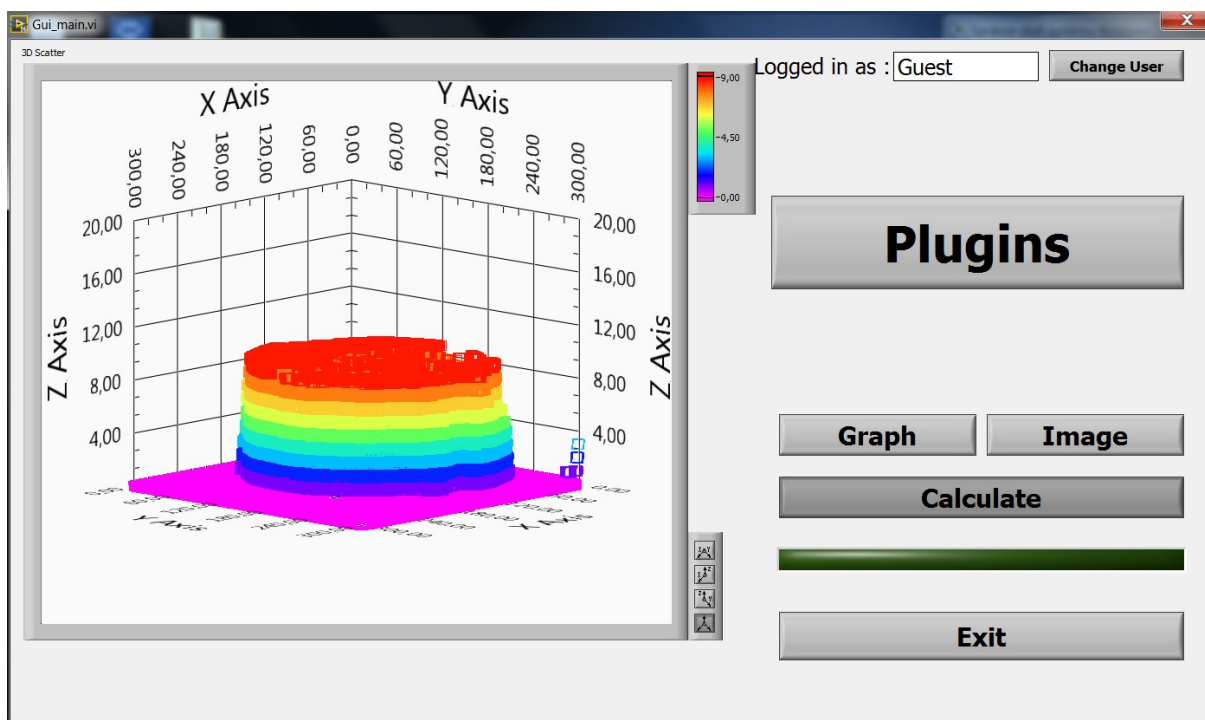 Gui_main.vi
3D Scatter
Logged in as : Guest
Change User
X Axis
Y Axis
300,00 240,00 180,00 120,00 60,00 0,00 60,00 120,00 180,00 240,00 300,00
9,00
4,50
0,00
20,00
16,00
12,00
8,00
4,00
Z Axis
20,00
16,00
12,00
8,00
4,00
Z Axis
Y Axis
X Axis
Plugins
Graph
Image
Calculate
Exit